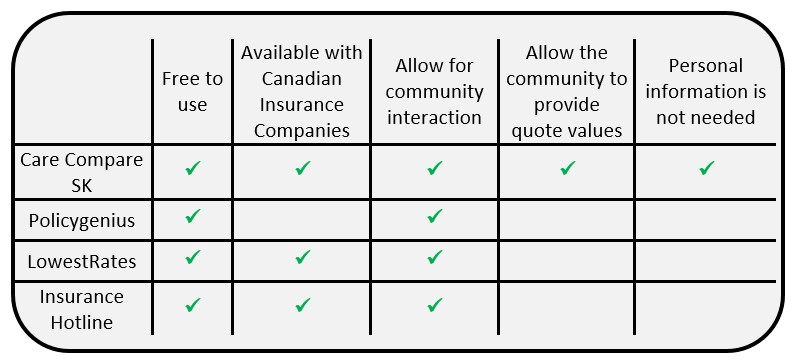 Free to
use
Available with
Canadian
Insurance
Companies
Allow for
community
interaction
Allow the
community to
provide
quote values
Personal
information is
not needed
Care Compare
SK
✓ ✓ ✓ ✓ ✓
Policygenius ✓ ✓
LowestRates ✓ ✓ ✓
Insurance
Hotline
✓ ✓ ✓